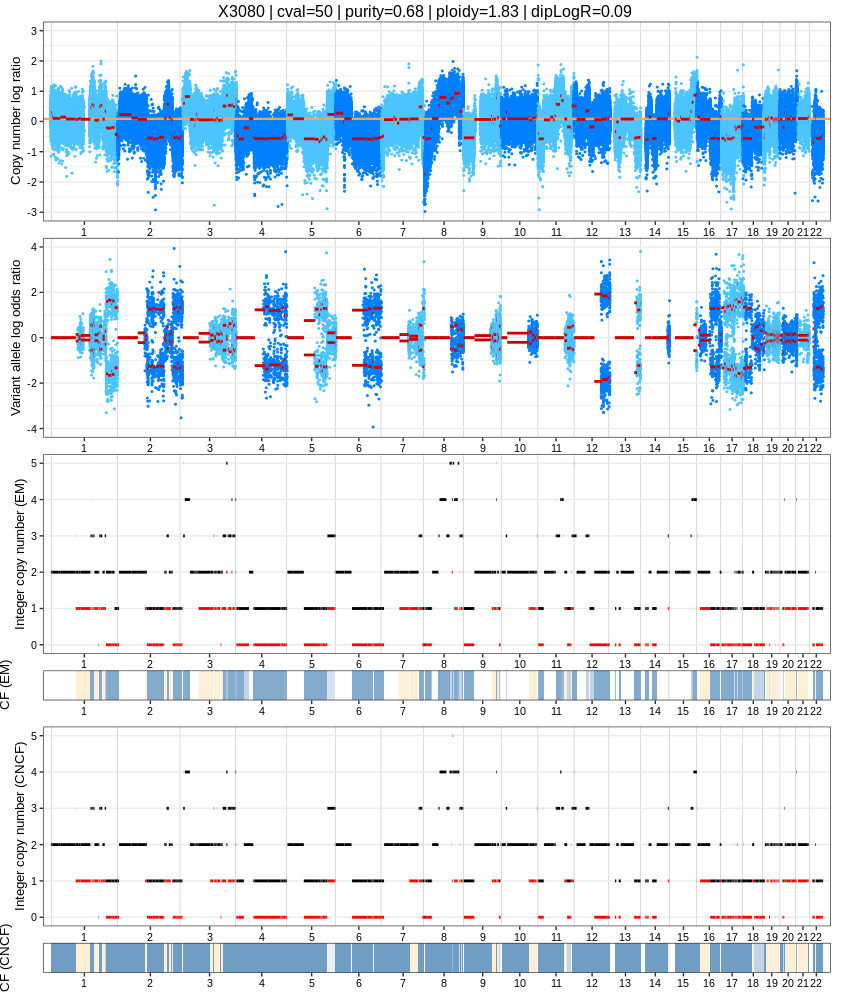 X3080 | cval=50 | purity=0.68 | ploidy=1.83 | dipLogR=0.09
Copy number log ratio
3
2
1
0
-1
-2
-3
1 2 3 4 5 6 7 8 9 10 11 12 13 14 15 16 17 18 19 20 21 22
Variant allele log odds ratio
4
2
0
-2
-4
1 2 3 4 5 6 7 8 9 10 11 12 13 14 15 16 17 18 19 20 21 22
Integer copy number (EM)
5
4
3
2
1
0
1 2 3 4 5 6 7 8 9 10 11 12 13 14 15 16 17 18 19 20 21 22
CF (EM)
1 2 3 4 5 6 7 8 9 10 11 12 13 14 15 16 17 18 19 20 21 22
Integer copy number (CNCF)
5
4
3
2
1
0
1 2 3 4 5 6 7 8 9 10 11 12 13 14 15 16 17 18 19 20 21 22
CF (CNCF)
1 2 3 4 5 6 7 8 9 10 11 12 13 14 15 16 17 18 19 20 21 22